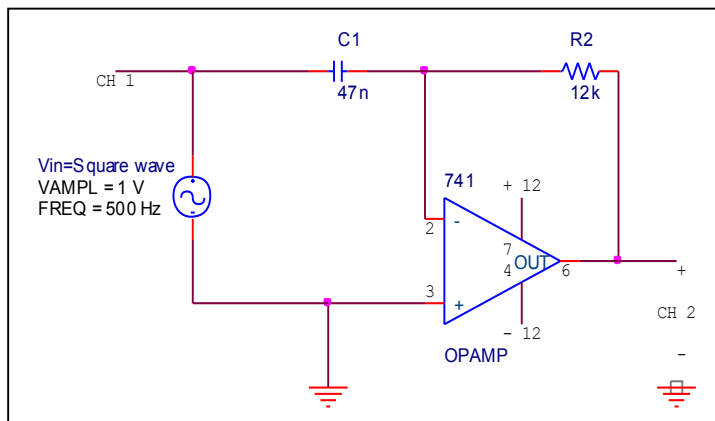 C1
R2
CH 1
47n
12k
Vin=Square wave
VAMPL = 1 V
FREQ = 500 Hz
741
+ 12
2
-
7
OUT
4
6
+
3
+
CH 2
- 12
OPAMP
-